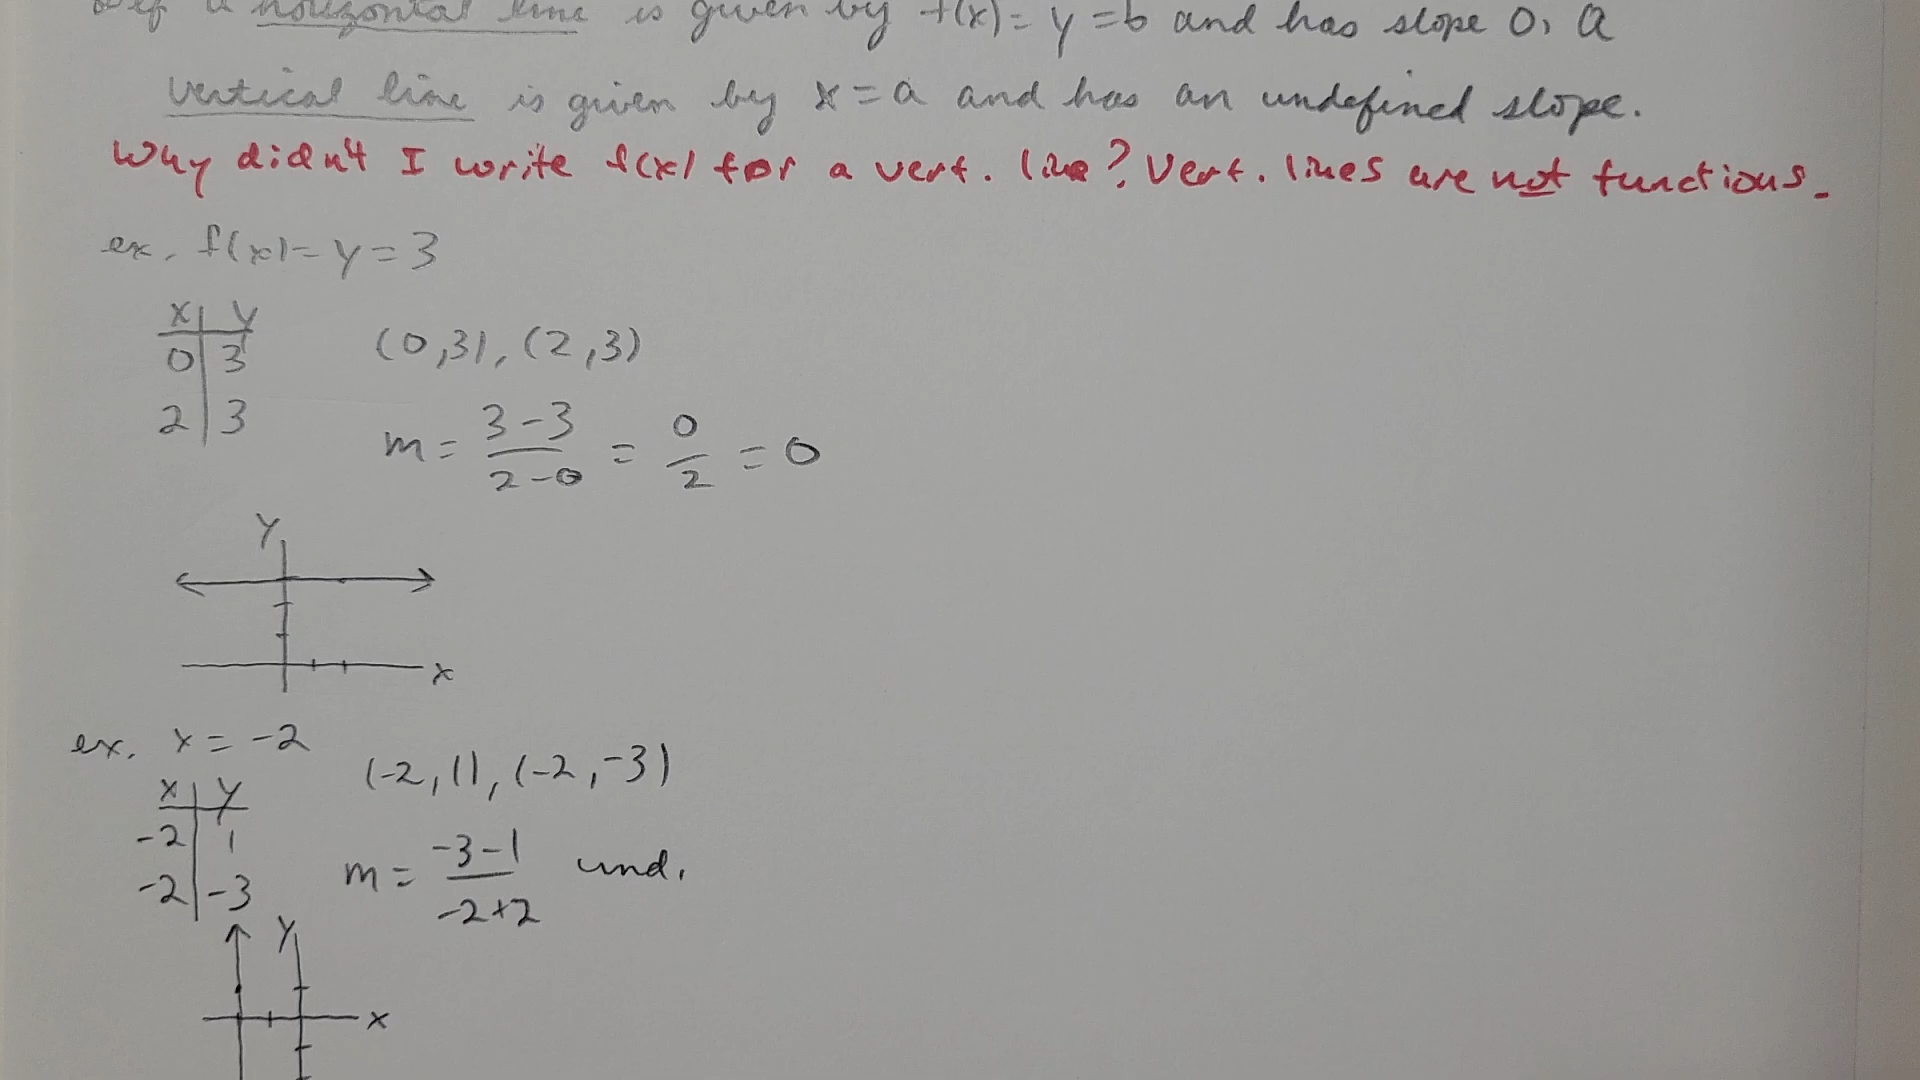 Def a horizontal line is given by f(x) = y = b and has slope 0, a
vertical line is given by x = a and has an undefined slope.
Why didn't I write f(x) for a vert. line? Vert. lines are not functions.
ex. f(x) = y = 3
x y
0 3
2 3
(0,3), (2,3)
m = 3-3 / 2-0 = 0 / 2 = 0
y
x
ex. x = -2
x y
-2 1
-2 -3
(-2,1), (-2,-3)
m = -3-1 / -2+2 und.
y
x